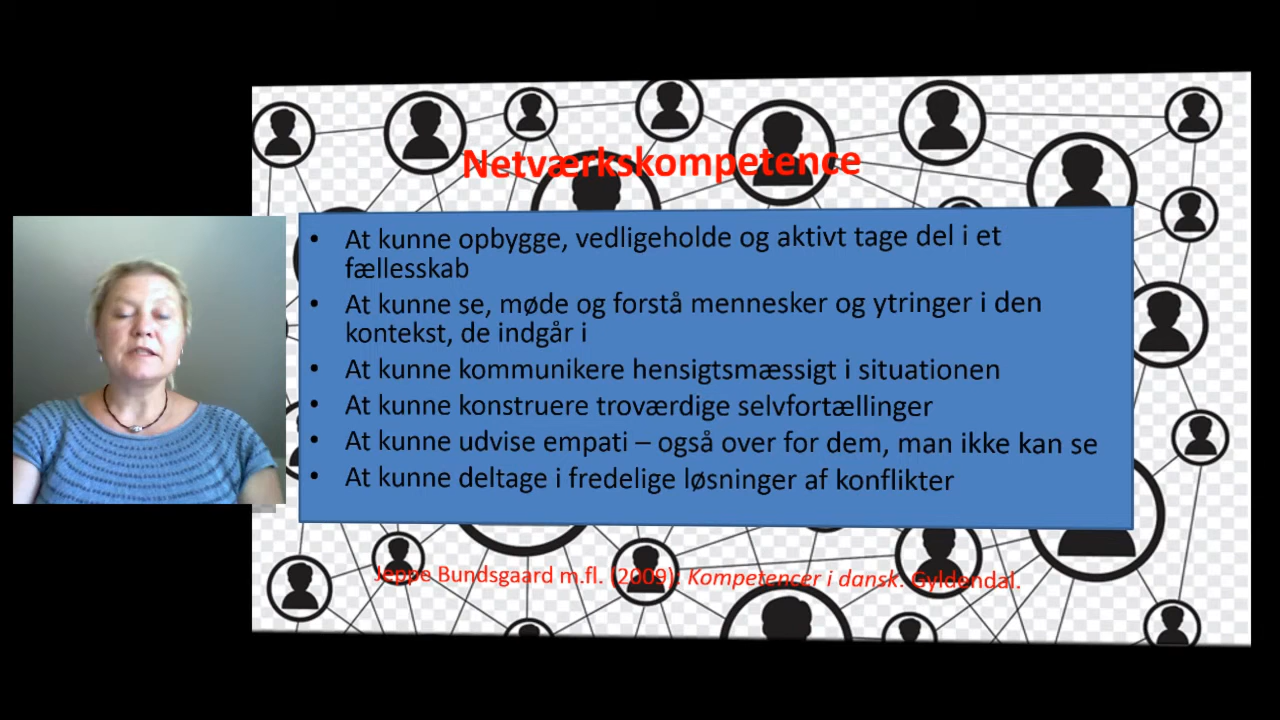 Netværkskompetence
• At kunne opbygge, vedligeholde og aktivt tage del i et
fællesskab
• At kunne se, møde og forstå mennesker og ytringer i den
kontekst, de indgår i
• At kunne kommunikere hensigtsmæssigt i situationen
• At kunne konstruere troværdige selvfortællinger
• At kunne udvise empati – også over for dem, man ikke kan se
• At kunne deltage i fredelige løsninger af konflikter
Jeppe Bundsgaard m.fl. (2009). Kompetencer i dansk. Gyldendal.